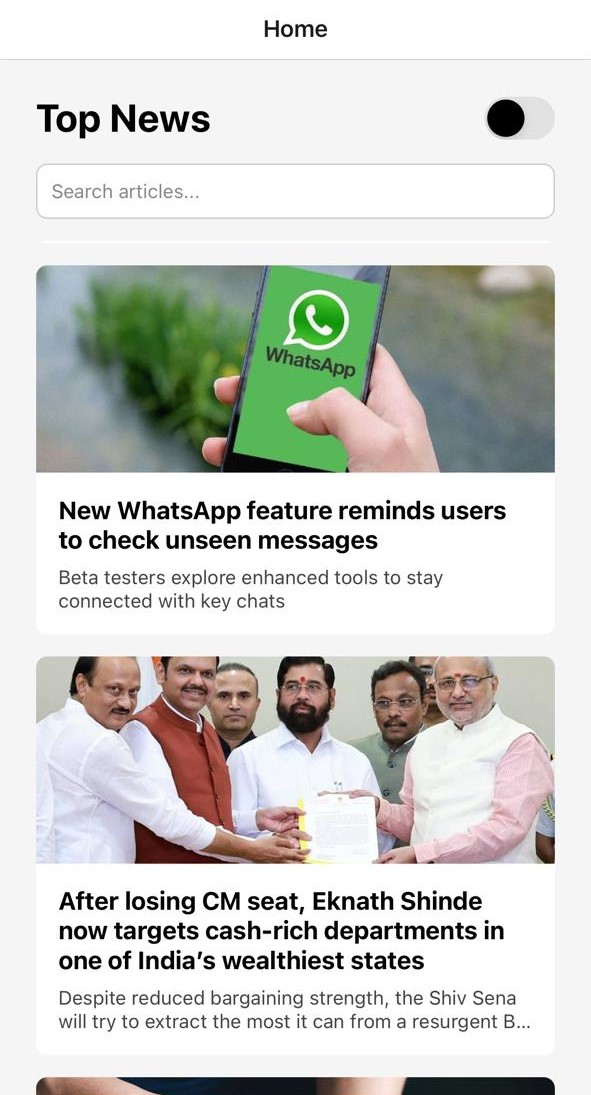 Home
Top News
Search articles...
WhatsApp
New WhatsApp feature reminds users
to check unseen messages
Beta testers explore enhanced tools to stay
connected with key chats
After losing CM seat, Eknath Shinde
now targets cash-rich departments in
one of India’s wealthiest states
Despite reduced bargaining strength, the Shiv Sena
will try to extract the most it can from a resurgent B...